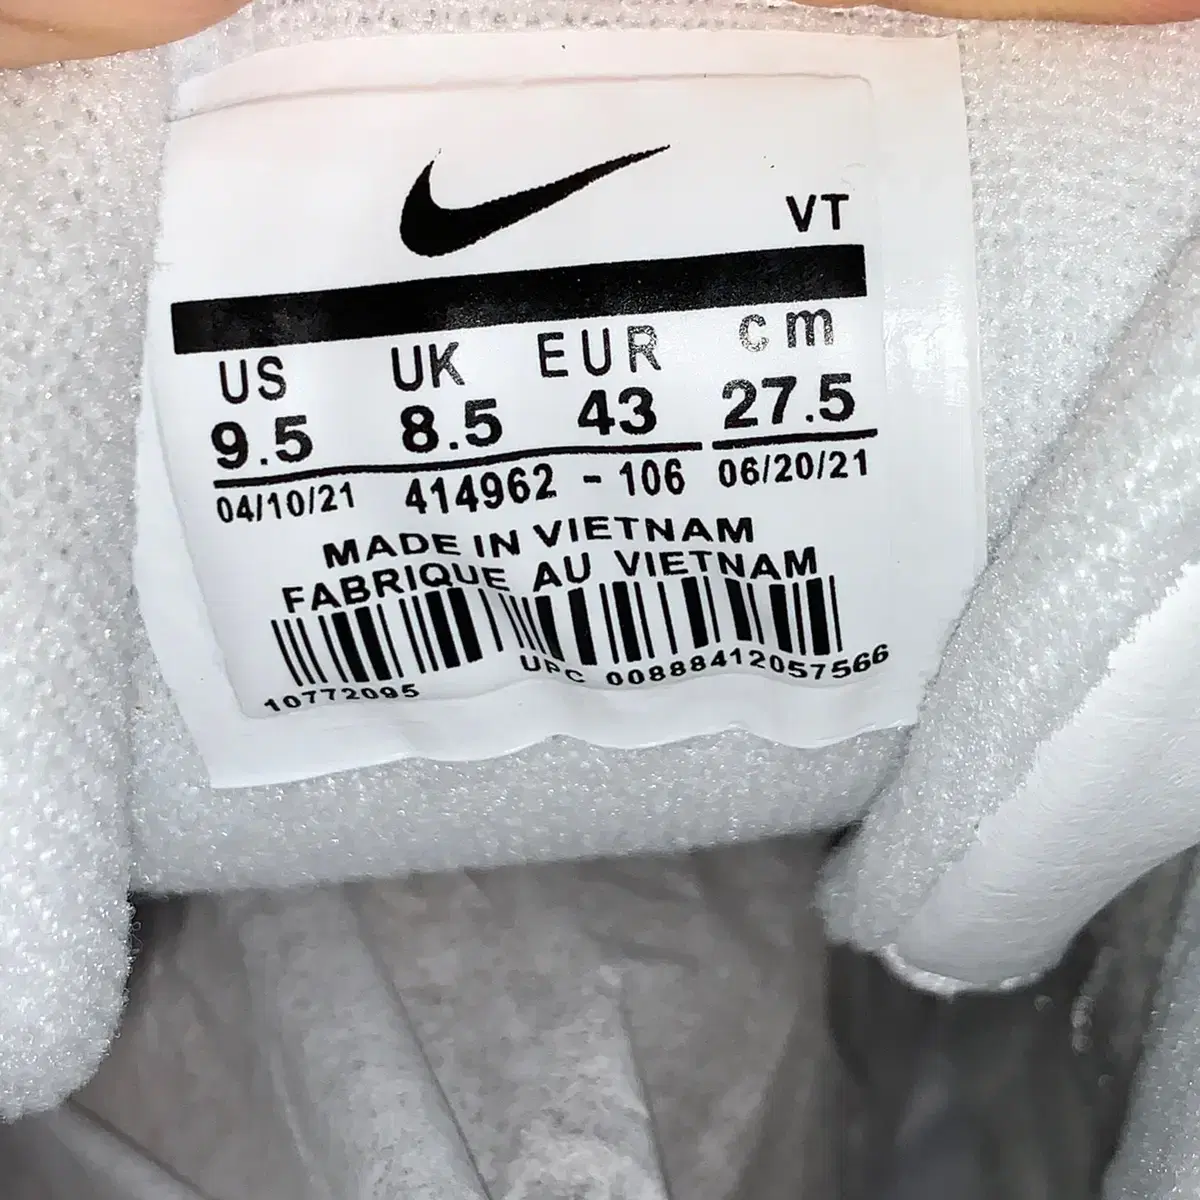 VT
US UK EUR cm
9.5 8.5 43 27.5
04/10/21 414962 - 106 06/20/21
MADE IN VIETNAM
FABRIQUE AU VIETNAM
10772095 UPC 00888412057566